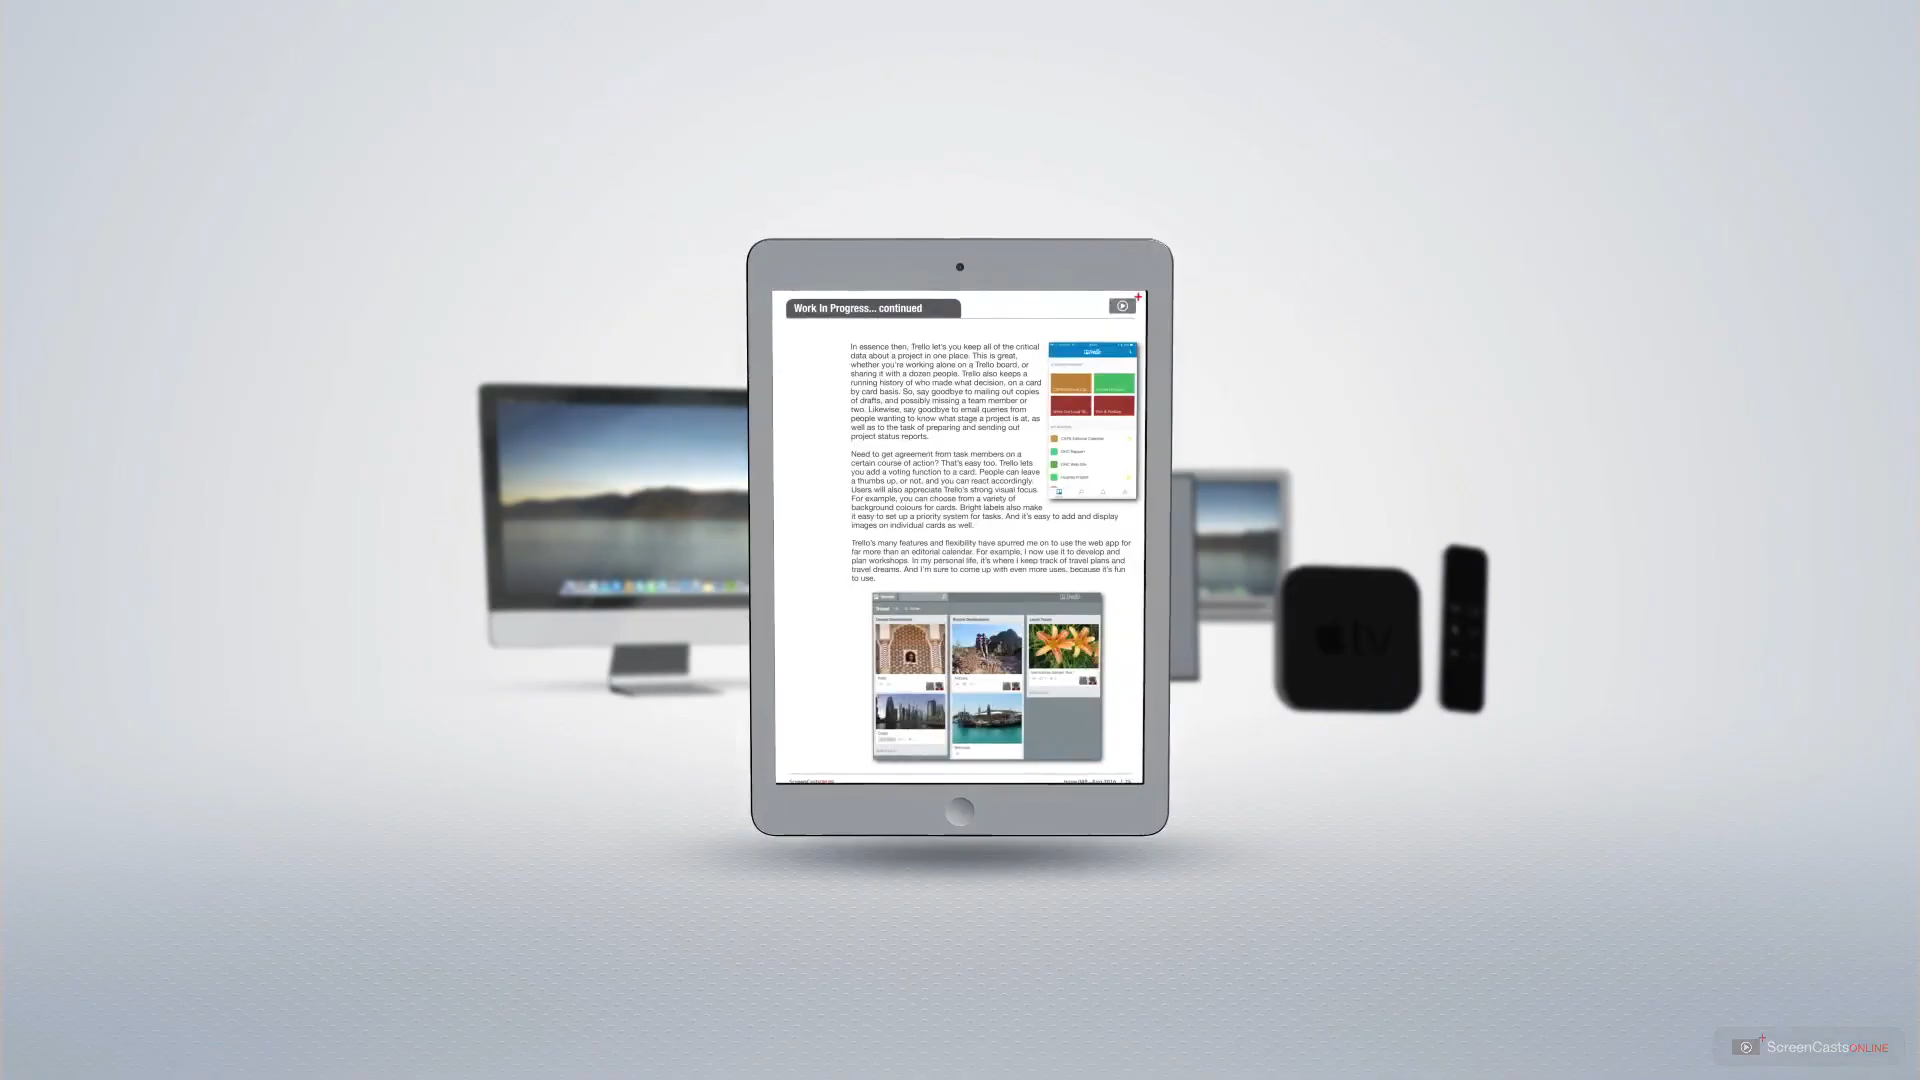 Work In Progress... continued
In essence then, Trello let's you keep all of the critical
data about a project in one place. This is great,
whether you're working alone on a Trello board, or
sharing it with a dozen people. Trello also keeps a
running history of who made what decision, on a card
by card basis. So, say goodbye to mailing out copies
of drafts, and possibly missing a team member or
two. Likewise, say goodbye to email queries from
people wanting to know what stage a project is at, as
well as to the task of preparing and sending out
project status reports.
Need to get agreement from task members on a
certain course of action? That's easy too. Trello lets
you add a voting function to a card. People can leave
a thumbs up, or not, and you can react accordingly.
Users will also appreciate Trello's strong visual focus.
For example, you can choose from a variety of
background colours for cards. Bright labels also make
it easy to set up a priority system for tasks. And it's easy to add and display
images on individual cards as well.
Trello's many features and flexibility have spurred me on to use the web app for
far more than an editorial calendar. For example, I now use it to develop and
plan workshops. In my personal life, it's where I keep track of travel plans and
travel dreams. And I'm sure to come up with even more uses, because it's fun
to use.
Trello
Trello
Travel
tv
ScreenCastsONLINE